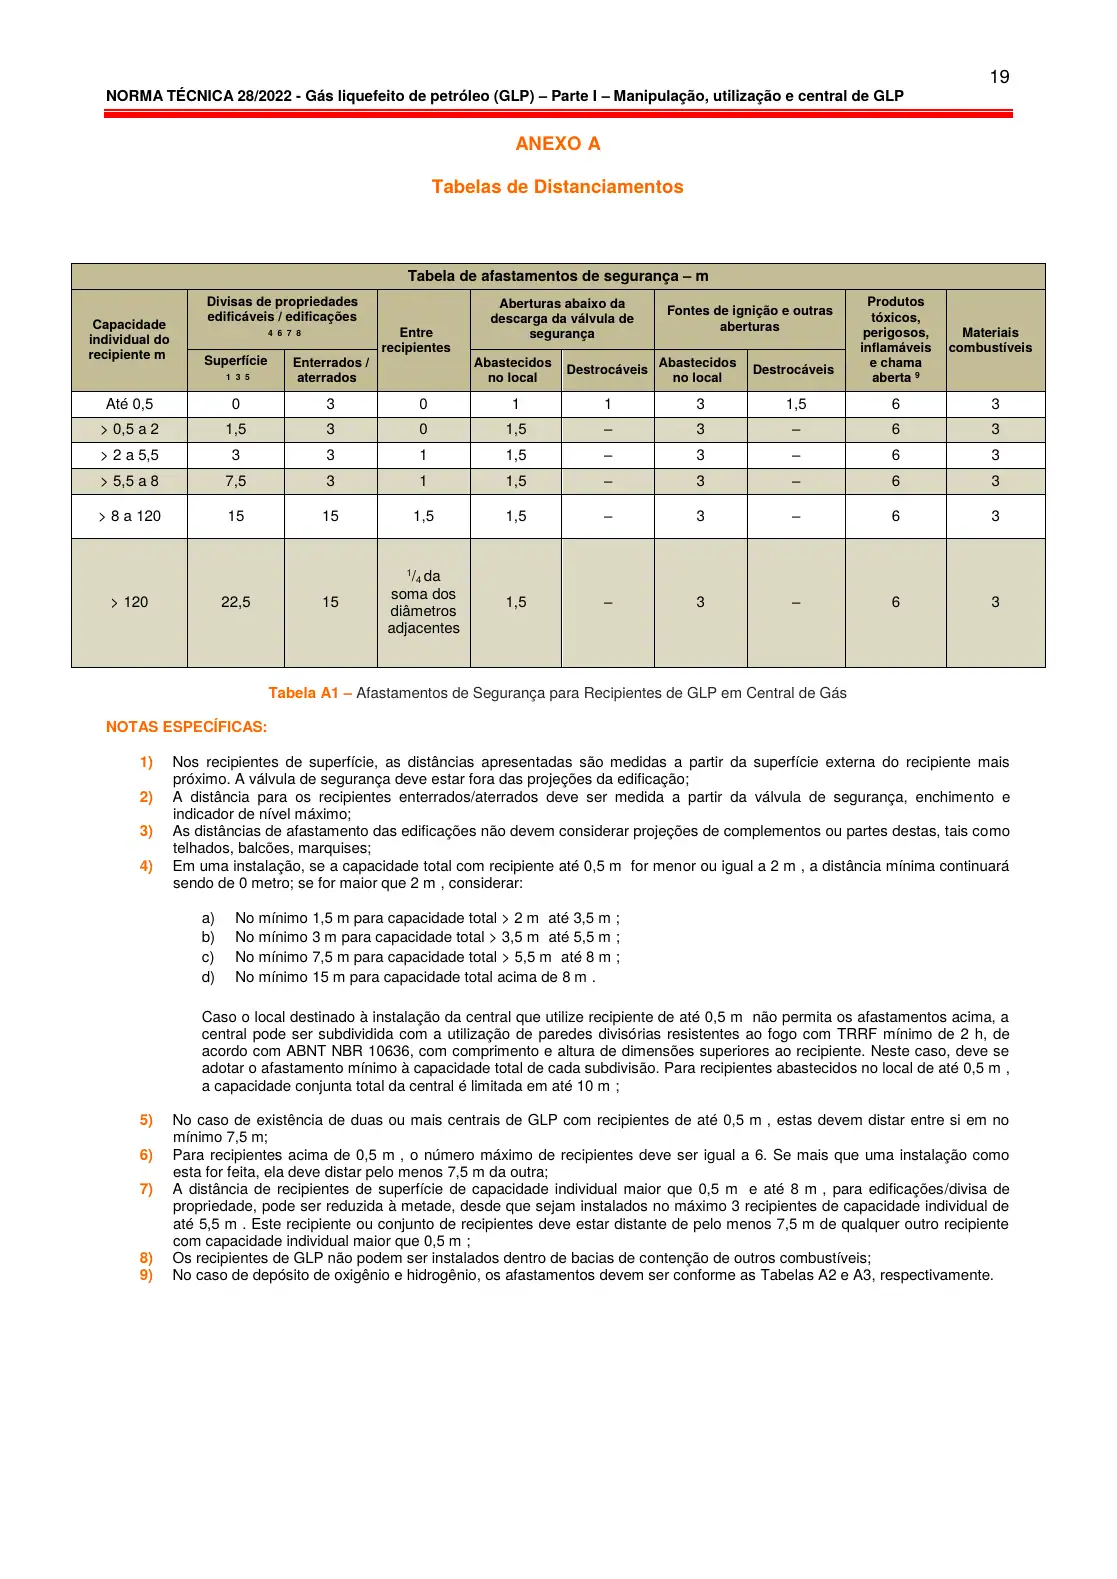 19
NORMA TÉCNICA 28/2022 - Gás liquefeito de petróleo (GLP) – Parte I – Manipulação, utilização e central de GLP
ANEXO A
Tabelas de Distanciamentos
Tabela de afastamentos de segurança – m
Capacidade individual do recipiente m
Divisas de propriedades edificáveis / edificações 4 6 7 8
Entre recipientes
Aberturas abaixo da descarga da válvula de segurança
Fontes de ignição e outras aberturas
Produtos tóxicos, perigosos, inflamáveis e chama aberta 9
Materiais combustíveis
Superfície 1 3 5
Enterrados / aterrados
Abastecidos no local
Destrocáveis
Abastecidos no local
Destrocáveis
Até 0,5 0 3 0 1 1 3 1,5 6 3
> 0,5 a 2 1,5 3 0 1,5 – 3 – 6 3
> 2 a 5,5 3 3 1 1,5 – 3 – 6 3
> 5,5 a 8 7,5 3 1 1,5 – 3 – 6 3
> 8 a 120 15 15 1,5 1,5 – 3 – 6 3
> 120 22,5 15 1/4 da soma dos diâmetros adjacentes 1,5 – 3 – 6 3
Tabela A1 – Afastamentos de Segurança para Recipientes de GLP em Central de Gás
NOTAS ESPECÍFICAS:
1) Nos recipientes de superfície, as distâncias apresentadas são medidas a partir da superfície externa do recipiente mais
próximo. A válvula de segurança deve estar fora das projeções da edificação;
2) A distância para os recipientes enterrados/aterrados deve ser medida a partir da válvula de segurança, enchimento e
indicador de nível máximo;
3) As distâncias de afastamento das edificações não devem considerar projeções de complementos ou partes destas, tais como
telhados, balcões, marquises;
4) Em uma instalação, se a capacidade total com recipiente até 0,5 m  for menor ou igual a 2 m , a distância mínima continuará
sendo de 0 metro; se for maior que 2 m , considerar:
a) No mínimo 1,5 m para capacidade total > 2 m  até 3,5 m ;
b) No mínimo 3 m para capacidade total > 3,5 m  até 5,5 m ;
c) No mínimo 7,5 m para capacidade total > 5,5 m  até 8 m ;
d) No mínimo 15 m para capacidade total acima de 8 m .
Caso o local destinado à instalação da central que utilize recipiente de até 0,5 m  não permita os afastamentos acima, a
central pode ser subdividida com a utilização de paredes divisórias resistentes ao fogo com TRRF mínimo de 2 h, de
acordo com ABNT NBR 10636, com comprimento e altura de dimensões superiores ao recipiente. Neste caso, deve se
adotar o afastamento mínimo à capacidade total de cada subdivisão. Para recipientes abastecidos no local de até 0,5 m ,
a capacidade conjunta total da central é limitada em até 10 m ;
5) No caso de existência de duas ou mais centrais de GLP com recipientes de até 0,5 m , estas devem distar entre si em no
mínimo 7,5 m;
6) Para recipientes acima de 0,5 m , o número máximo de recipientes deve ser igual a 6. Se mais que uma instalação como
esta for feita, ela deve distar pelo menos 7,5 m da outra;
7) A distância de recipientes de superfície de capacidade individual maior que 0,5 m  e até 8 m , para edificações/divisa de
propriedade, pode ser reduzida à metade, desde que sejam instalados no máximo 3 recipientes de capacidade individual de
até 5,5 m . Este recipiente ou conjunto de recipientes deve estar distante de pelo menos 7,5 m de qualquer outro recipiente
com capacidade individual maior que 0,5 m ;
8) Os recipientes de GLP não podem ser instalados dentro de bacias de contenção de outros combustíveis;
9) No caso de depósito de oxigênio e hidrogênio, os afastamentos devem ser conforme as Tabelas A2 e A3, respectivamente.